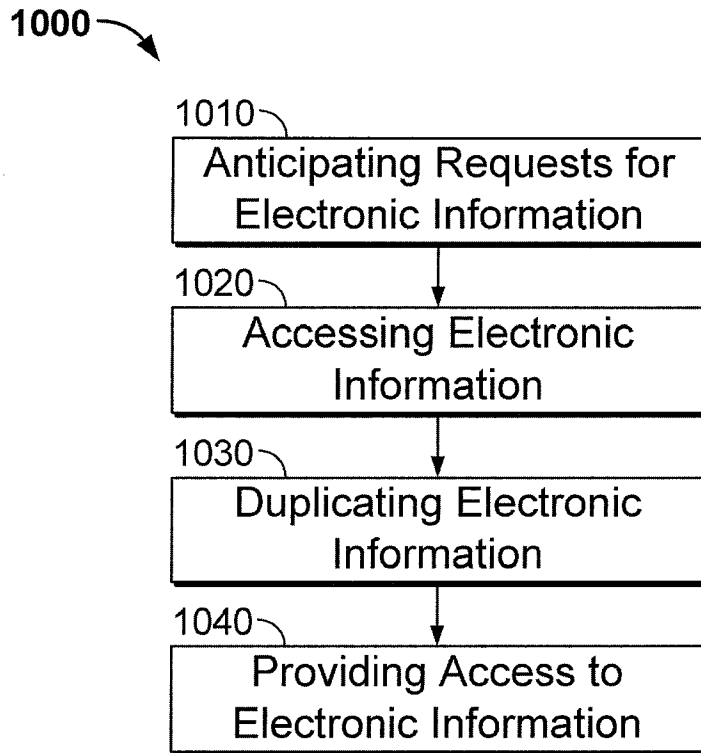 1000
1010
Anticipating Requests for
Electronic Information
1020
Accessing Electronic
Information
1030
Duplicating Electronic
Information
1040
Providing Access to
Electronic Information